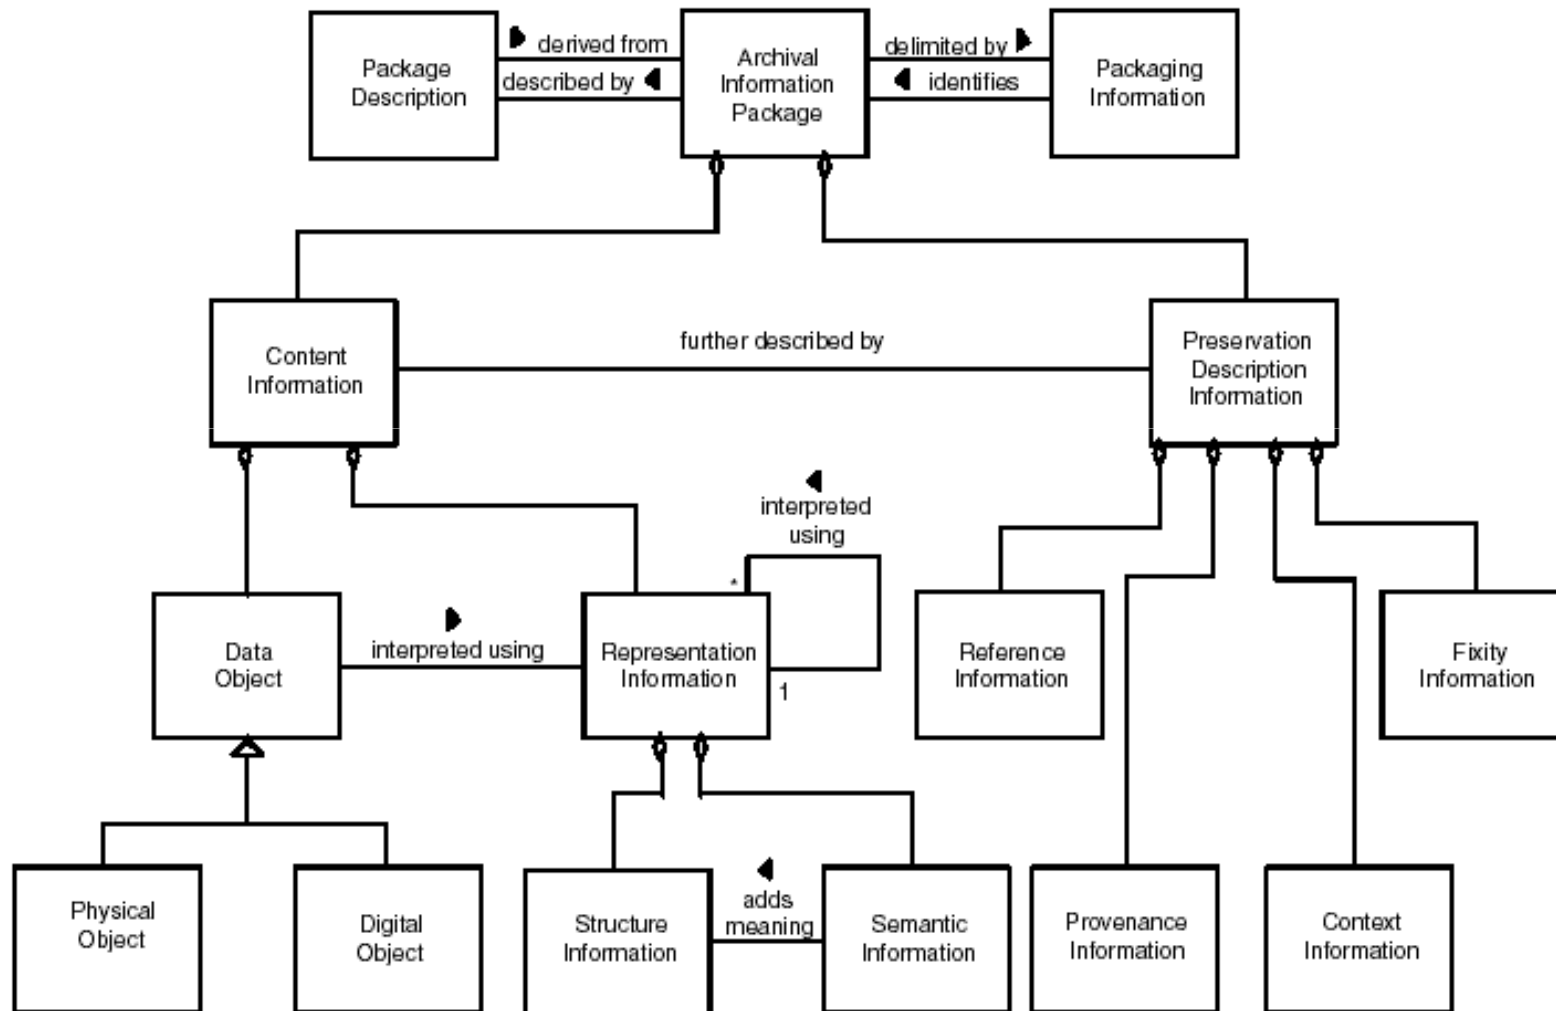 Package
Description
derived from
described by
Archival
Information
Package
delimited by
identifies
Packaging
Information
Content
Information
further described by
Preservation
Description
Information
interpreted
using
*
1
Data
Object
interpreted using
Representation
Information
Reference
Information
Fixity
Information
Physical
Object
Digital
Object
Structure
Information
adds
meaning
Semantic
Information
Provenance
Information
Context
Information